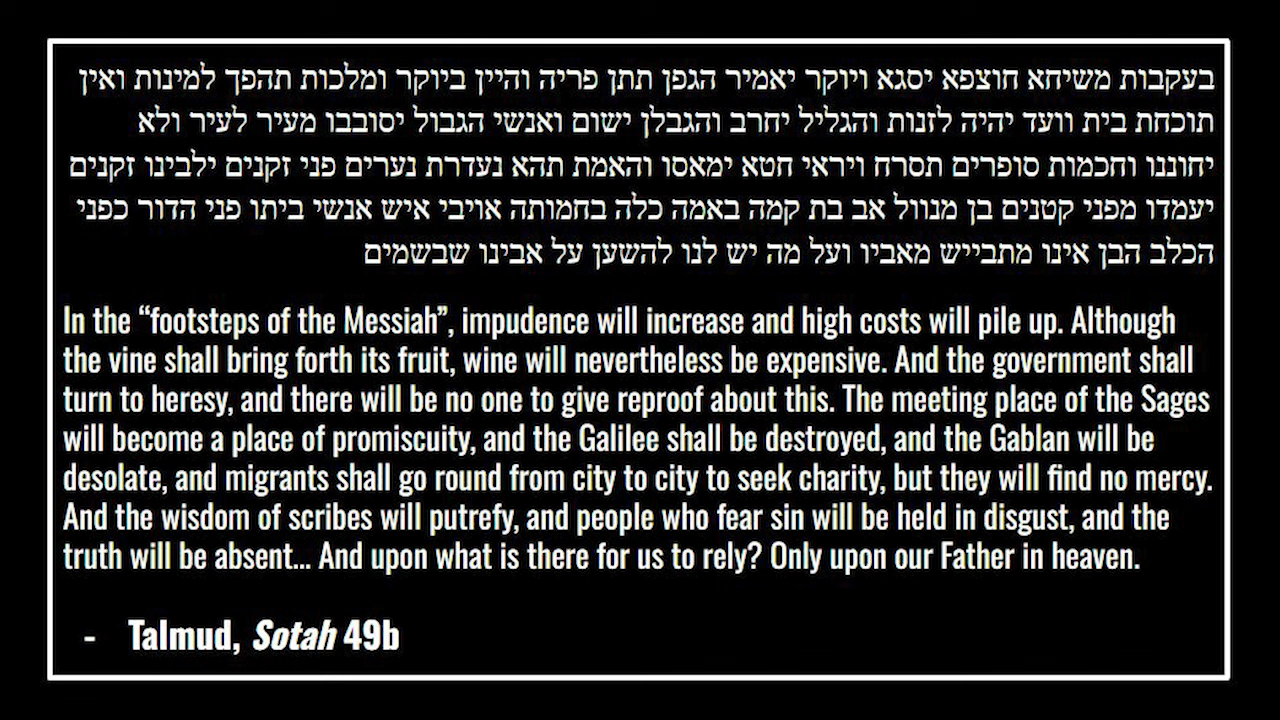 בעקבות משיחא חוצפא יסגא ויוקר יאמיר הגפן תתן פריה והיין ביוקר ומלכות תהפך למינות ואין
תוכחת בית וועד יהיה לזנות והגליל יחרב והגבלן ישום ואנשי הגבול יסובבו מעיר לעיר ולא
יחוננו וחכמות סופרים תסרח ויראי חטא ימאסו והאמת תהא נעדרת נערים פני זקנים ילבינו זקנים
יעמדו מפני קטנים בן מנוול אב בת קמה באמה כלה בחמותה אויבי איש אנשי ביתו פני הדור כפני
הכלב הבן אינו מתבייש מאביו ועל מה יש לנו להשען על אבינו שבשמים
In the “footsteps of the Messiah”, impudence will increase and high costs will pile up. Although
the vine shall bring forth its fruit, wine will nevertheless be expensive. And the government shall
turn to heresy, and there will be no one to give reproof about this. The meeting place of the Sages
will become a place of promiscuity, and the Galilee shall be destroyed, and the Gablan will be
desolate, and migrants shall go round from city to city to seek charity, but they will find no mercy.
And the wisdom of scribes will putrefy, and people who fear sin will be held in disgust, and the
truth will be absent... And upon what is there for us to rely? Only upon our Father in heaven.
- Talmud, Sotah 49b